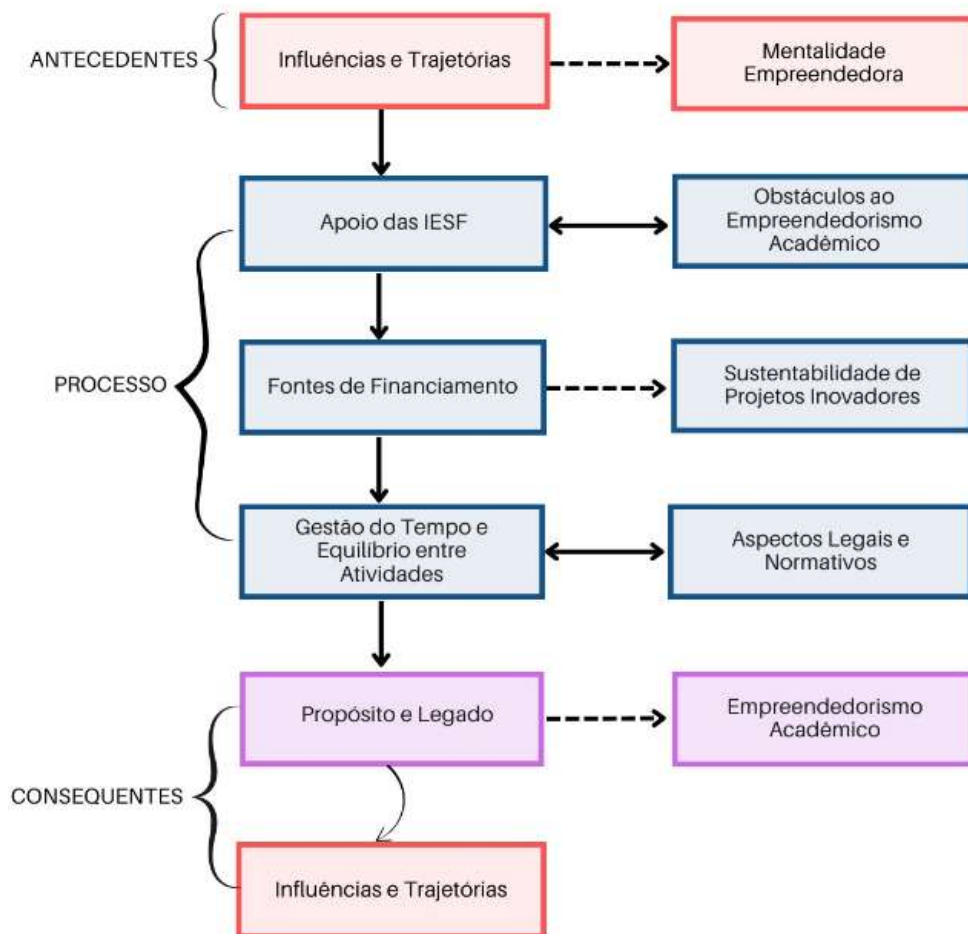 ANTECEDENTES
Influências e Trajetórias
Mentalidade
Empreendedora
Apoio das IESF
Obstáculos ao
Empreendedorismo
Acadêmico
PROCESSO
Fontes de Financiamento
Sustentabilidade de
Projetos Inovadores
Gestão do Tempo e
Equilíbrio entre
Atividades
Aspectos Legais e
Normativos
Propósito e Legado
Empreendedorismo
Acadêmico
CONSEQUENTES
Influências e Trajetórias